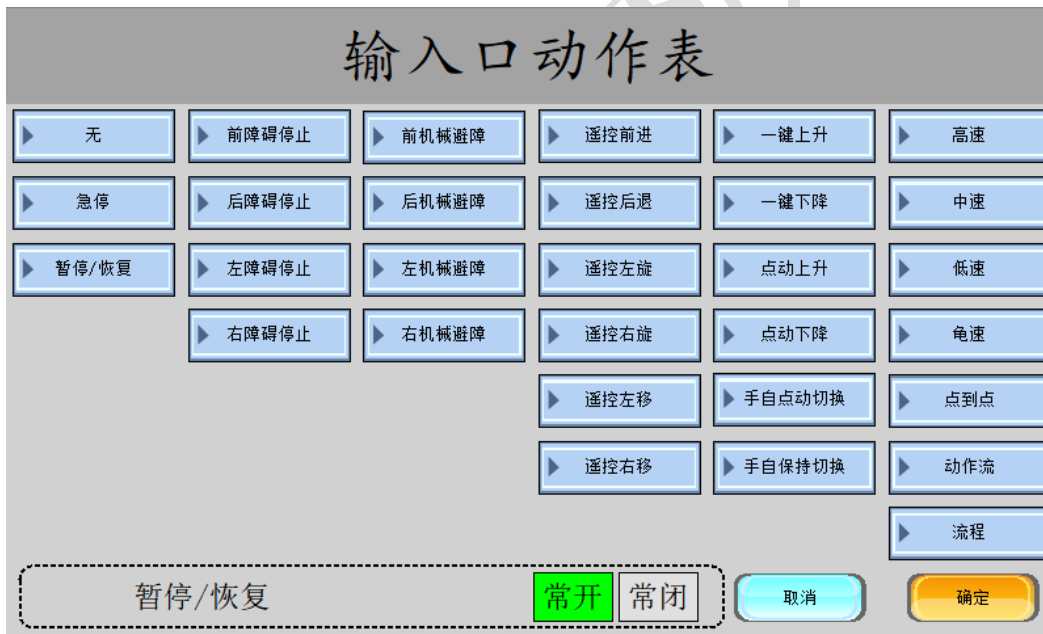 输入口动作表
无 前障碍停止 前机械避障 遥控前进 一键上升 高速
急停 后障碍停止 后机械避障 遥控后退 一键下降 中速
暂停/恢复 左障碍停止 左机械避障 遥控左旋 点动上升 低速
右障碍停止 右机械避障 遥控右旋 点动下降 龟速
遥控左移 手自点动切换 点到点
遥控右移 手自保持切换 动作流
流程
暂停/恢复 常开 常闭 取消 确定